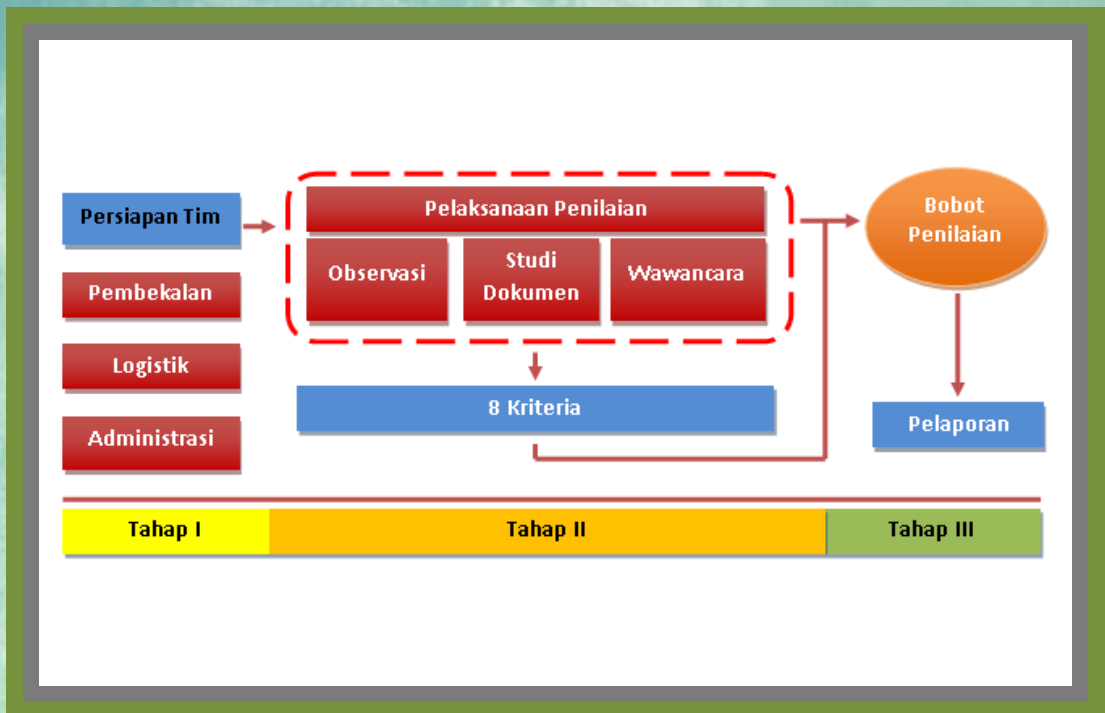 Persiapan Tim
Pembekalan
Logistik
Administrasi
Pelaksanaan Penilaian
Observasi
Studi
Dokumen
Wawancara
8 Kriteria
Bobot
Penilaian
Pelaporan
Tahap I
Tahap II
Tahap III